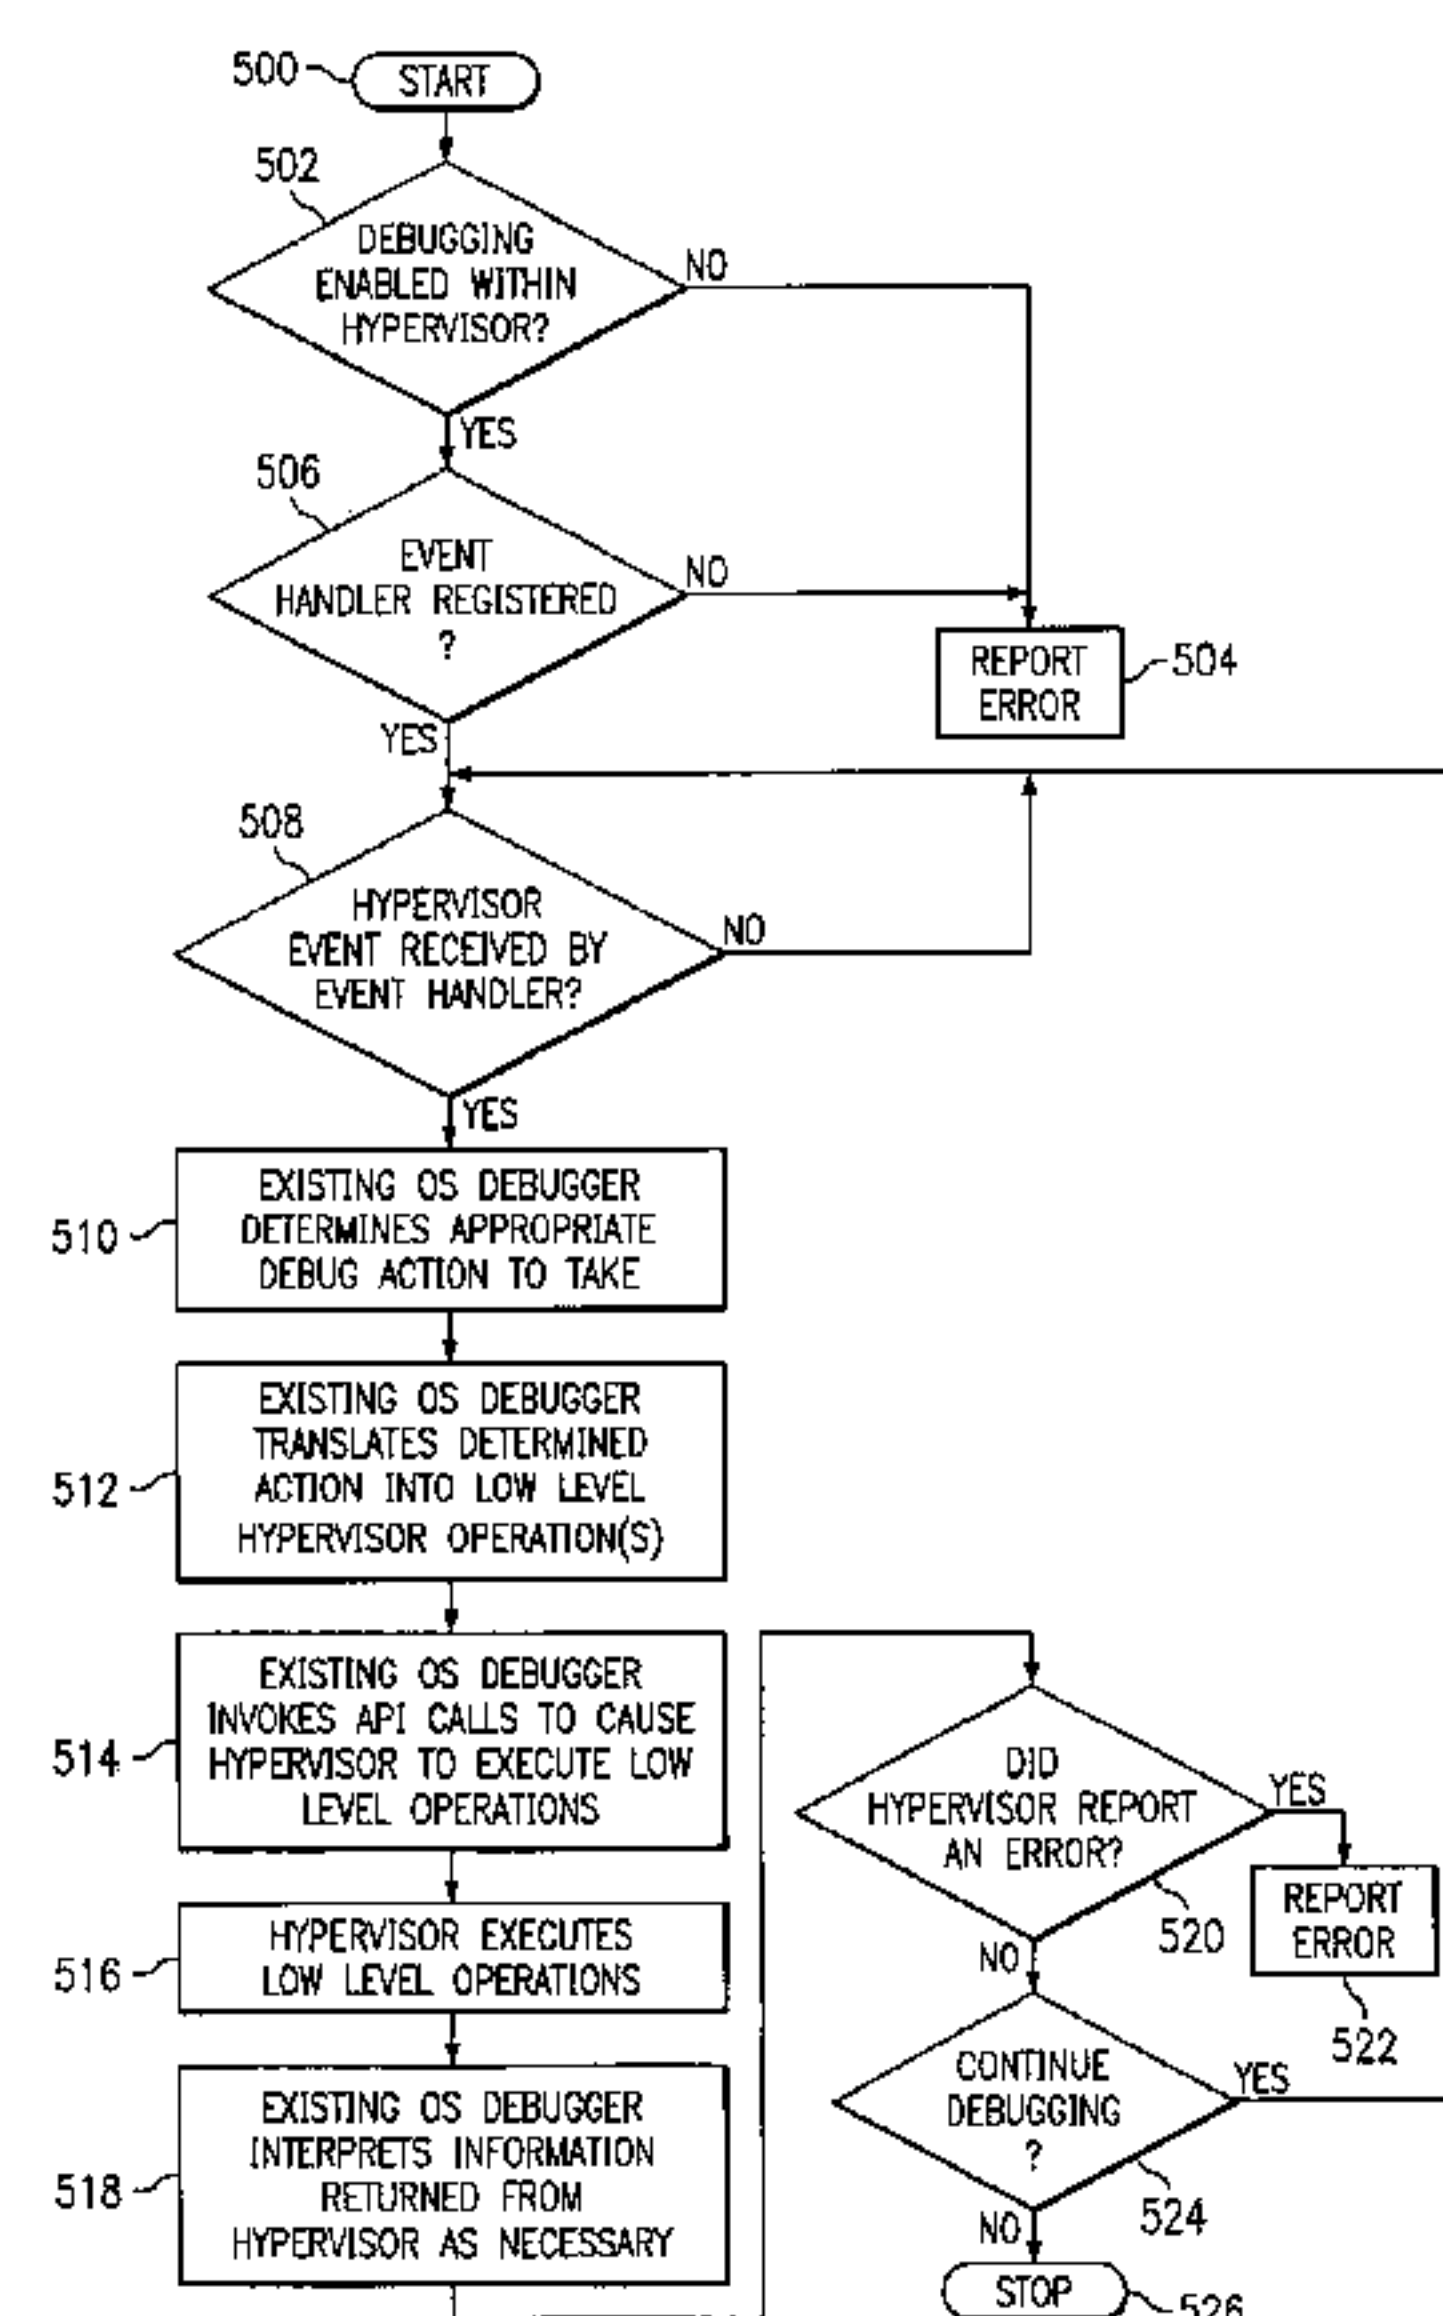 500
START
502
DEBUGGING
ENABLED WITHIN
HYPERVISOR?
NO
YES
506
EVENT
HANDLER REGISTERED
?
NO
REPORT
ERROR
504
YES
508
HYPERVISOR
EVENT RECEIVED BY
EVENT HANDLER?
NO
YES
510
EXISTING OS DEBUGGER
DETERMINES APPROPRIATE
DEBUG ACTION TO TAKE
512
EXISTING OS DEBUGGER
TRANSLATES DETERMINED
ACTION INTO LOW LEVEL
HYPERVISOR OPERATION(S)
514
EXISTING OS DEBUGGER
INVOKES API CALLS TO CAUSE
HYPERVISOR TO EXECUTE LOW
LEVEL OPERATIONS
516
HYPERVISOR EXECUTES
LOW LEVEL OPERATIONS
518
EXISTING OS DEBUGGER
INTERPRETS INFORMATION
RETURNED FROM
HYPERVISOR AS NECESSARY
DID
HYPERVISOR REPORT
AN ERROR?
YES
520
REPORT
ERROR
522
NO
CONTINUE
DEBUGGING
?
YES
524
NO
STOP
526